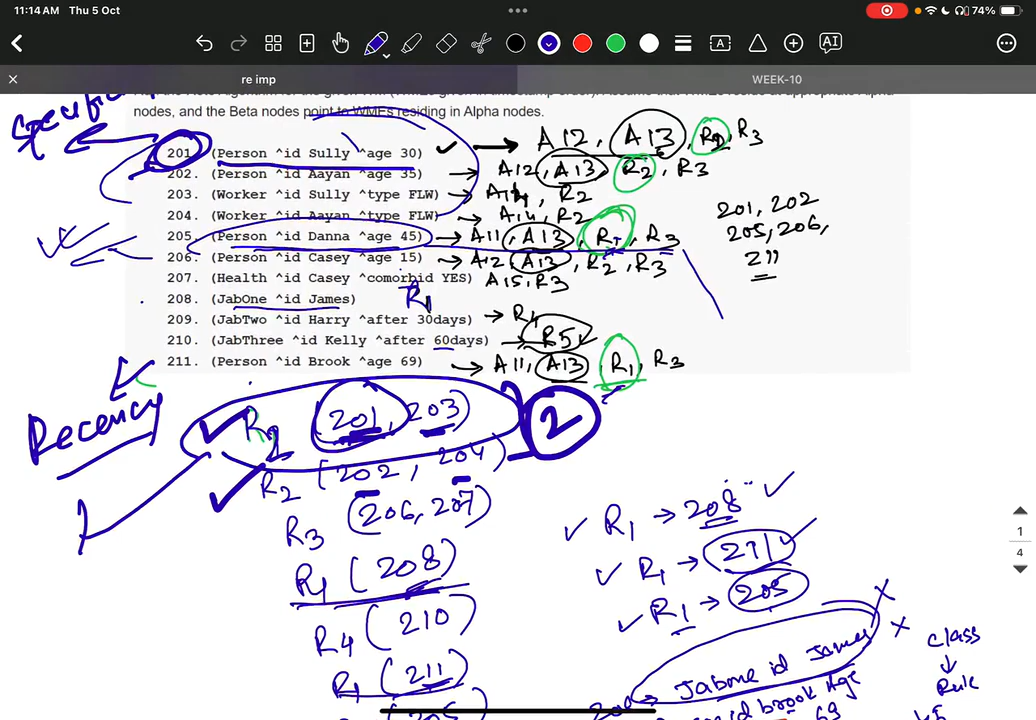 11:14 AM Thu 5 Oct
74%
A
AI
re imp
WEEK-10
nodes, and the Beta nodes point to WMEs residing in Alpha nodes.
201. (Person ^id Sully ^age 30) → A12, A13, R2, R3
202. (Person ^id Aayan ^age 35) → A12, A13, R2, R3
203. (Worker ^id Sully ^type FLW) → A14, R2
204. (Worker ^id Aayan ^type FLW) → A14, R2
205. (Person ^id Danna ^age 45) → A11, A13, R1, R3
206. (Person ^id Casey ^age 15) → A12, A13, R2, R3
207. (Health ^id Casey ^comorbid YES) A15, R3
208. (JabOne ^id James) R1
209. (JabTwo ^id Harry ^after 30days) → R4
210. (JabThree ^id Kelly ^after 60days) → R5
211. (Person ^id Brook ^age 69) → A11, A13, R1, R3
201, 202
205, 206,
211
Recency
R2 (201, 203) 2
R2 (202, 204)
R3 (206, 207)
R1 (208)
R4 (210)
R1 (211)
R1 → 208
R1 → 211
R1 → 205
Jabone id James
id brook Age
69
class
↓
Rule
1
4